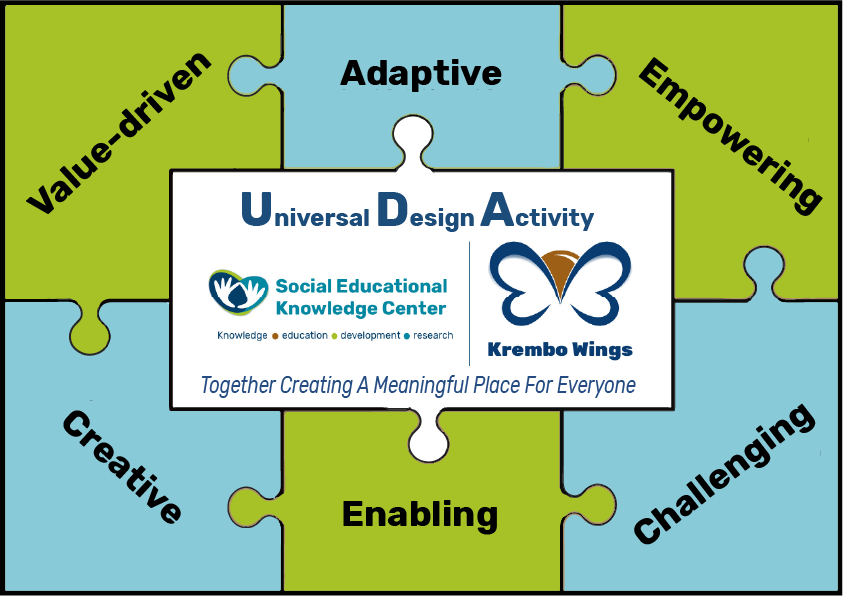 Value-driven
Adaptive
Empowering
Universal Design Activity
Social Educational
Knowledge Center
Knowledge ● education ● development ● research
Krembo Wings
Together Creating A Meaningful Place For Everyone
Creative
Enabling
Challenging